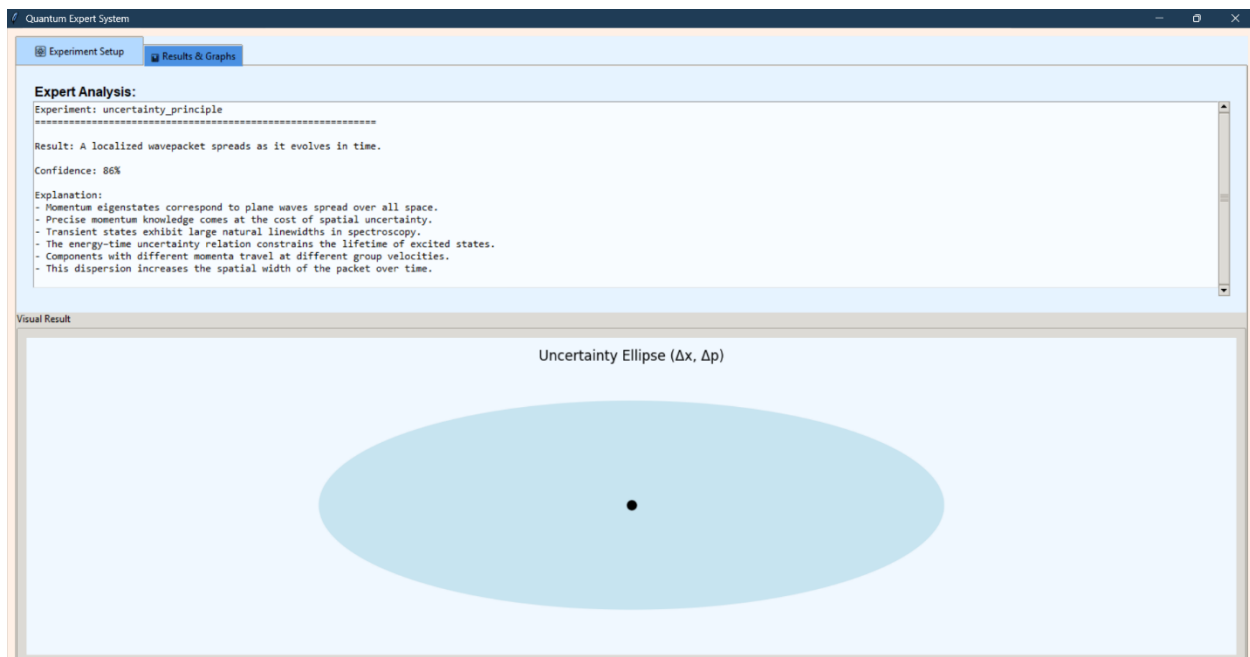 Quantum Expert System
Experiment Setup
Results & Graphs
Expert Analysis:
Experiment: uncertainty_principle
============================================================
Result: A localized wavepacket spreads as it evolves in time.
Confidence: 86%
Explanation:
- Momentum eigenstates correspond to plane waves spread over all space.
- Precise momentum knowledge comes at the cost of spatial uncertainty.
- Transient states exhibit large natural linewidths in spectroscopy.
- The energy-time uncertainty relation constrains the lifetime of excited states.
- Components with different momenta travel at different group velocities.
- This dispersion increases the spatial width of the packet over time.
Visual Result
Uncertainty Ellipse (Δx, Δp)